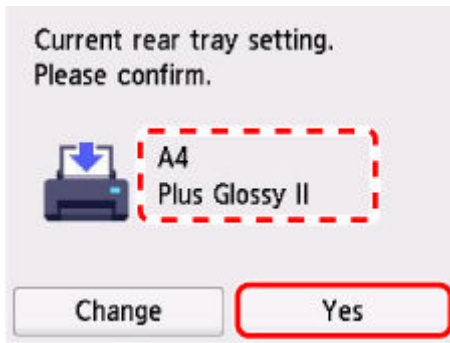 Current rear tray setting.
Please confirm.
A4
Plus Glossy II
Change
Yes